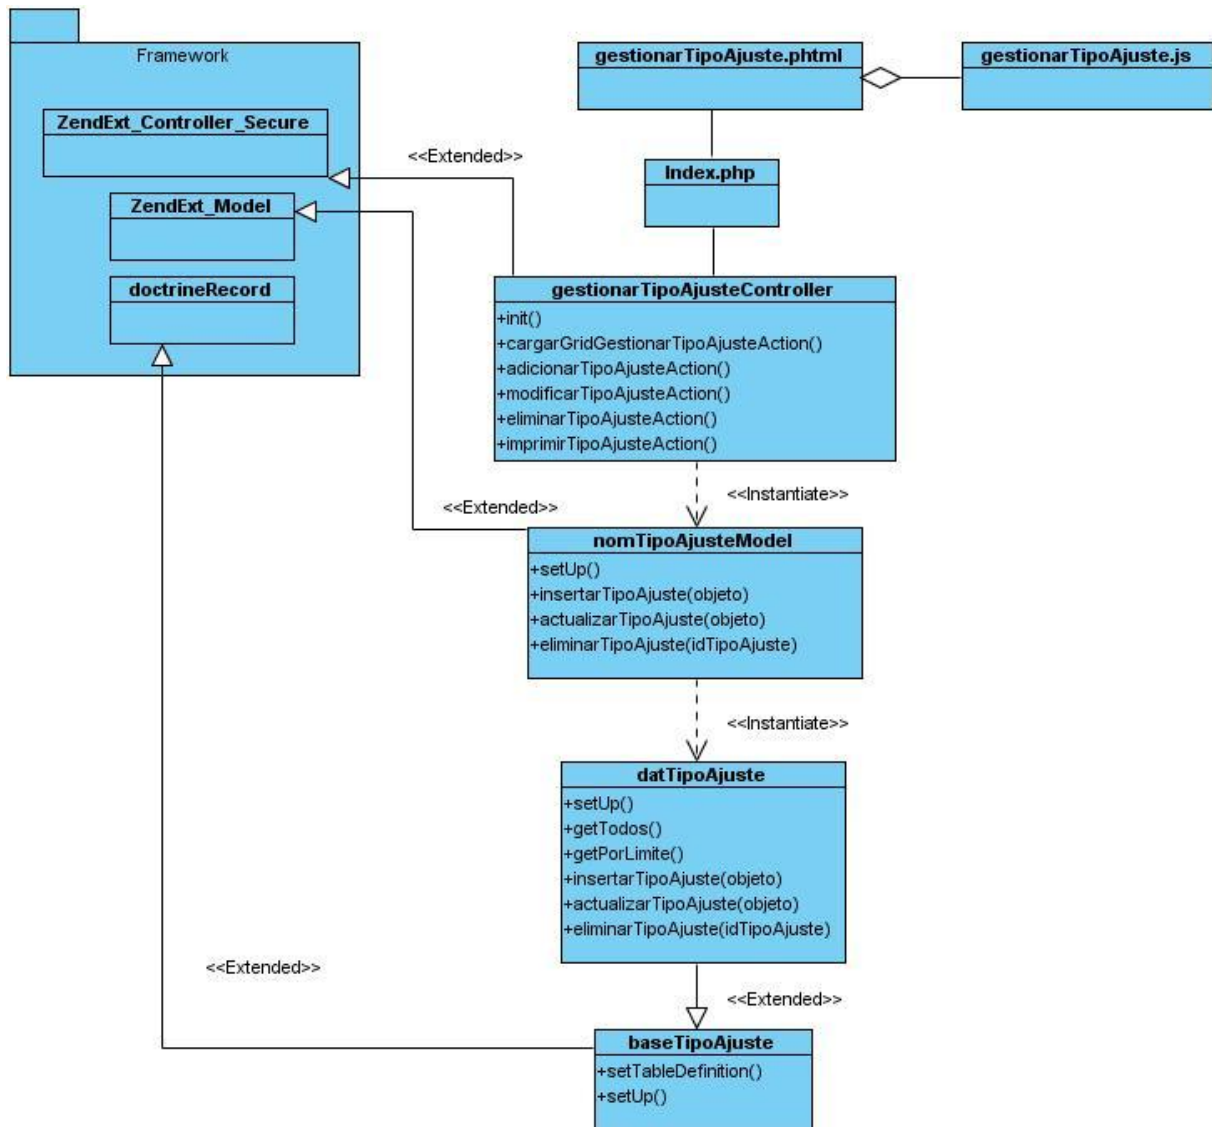 Framework
ZendExt_Controller_Secure
ZendExt_Model
doctrineRecord
gestionarTipoAjuste.phtml
gestionarTipoAjuste.js
Index.php
<<Extended>>
gestionarTipoAjusteController
+init()
+cargarGridGestionarTipoAjusteAction()
+adicionarTipoAjusteAction()
+modificarTipoAjusteAction()
+eliminarTipoAjusteAction()
+imprimirTipoAjusteAction()
<<Instantiate>>
<<Extended>>
nomTipoAjusteModel
+setUp()
+insertarTipoAjuste(objeto)
+actualizarTipoAjuste(objeto)
+eliminarTipoAjuste(idTipoAjuste)
<<Instantiate>>
datTipoAjuste
+setUp()
+getTodos()
+getPorLimite()
+insertarTipoAjuste(objeto)
+actualizarTipoAjuste(objeto)
+eliminarTipoAjuste(idTipoAjuste)
<<Extended>>
<<Extended>>
baseTipoAjuste
+setTableDefinition()
+setUp()